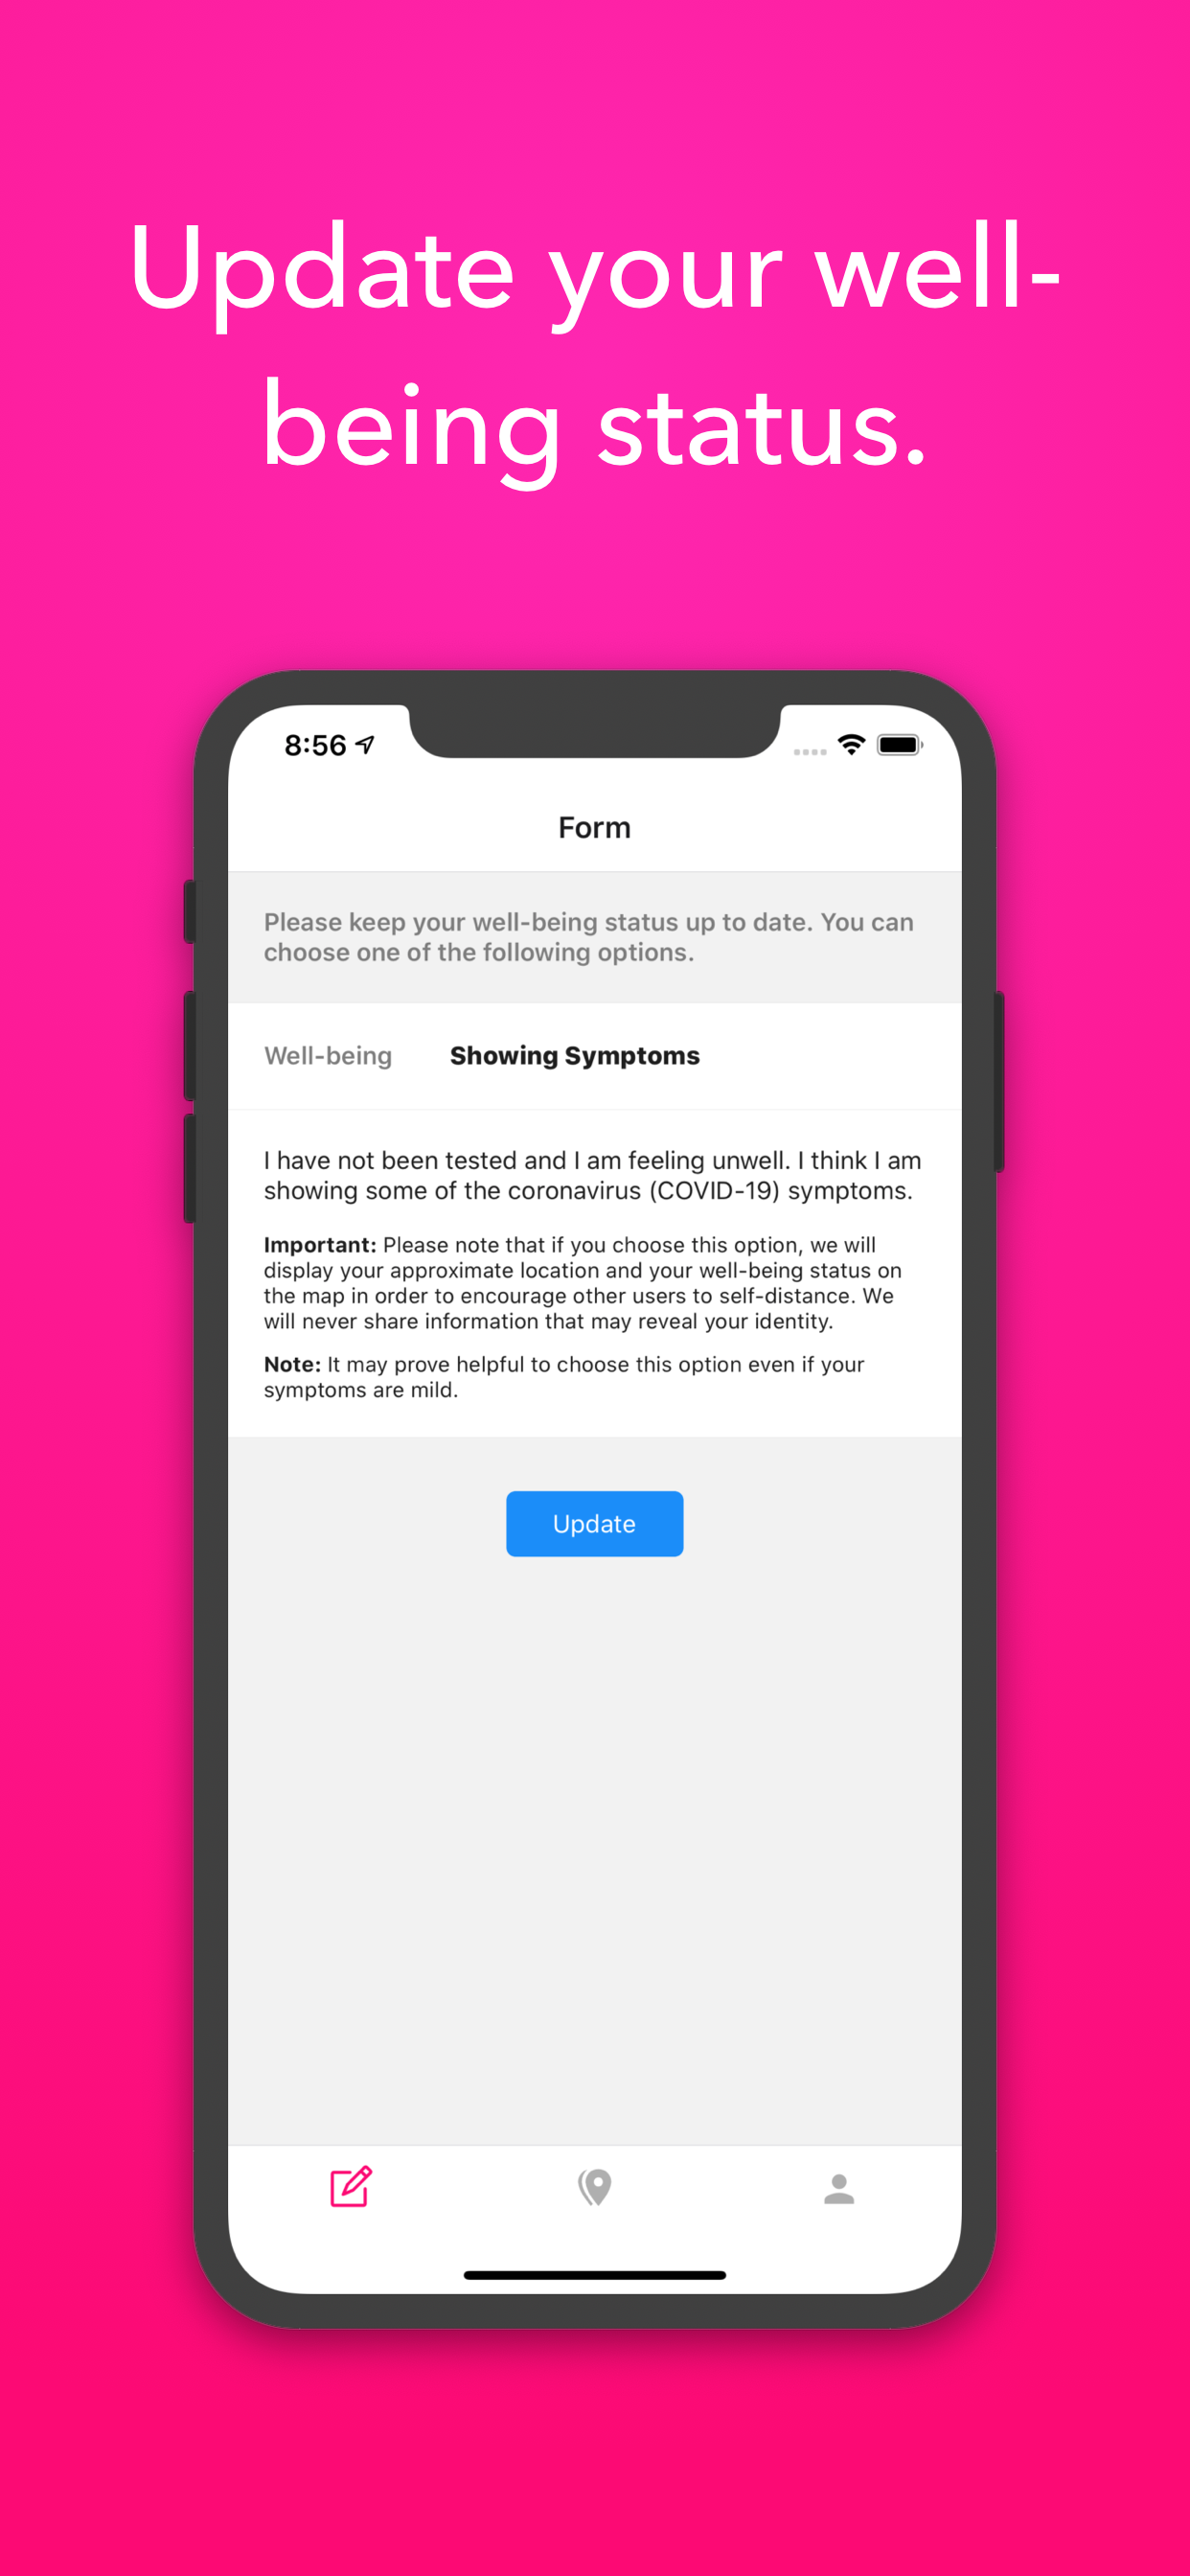 Update your well-
being status.
8:56
Form
Please keep your well-being status up to date. You can
choose one of the following options.
Well-being Showing Symptoms
I have not been tested and I am feeling unwell. I think I am
showing some of the coronavirus (COVID-19) symptoms.
Important: Please note that if you choose this option, we will
display your approximate location and your well-being status on
the map in order to encourage other users to self-distance. We
will never share information that may reveal your identity.
Note: It may prove helpful to choose this option even if your
symptoms are mild.
Update